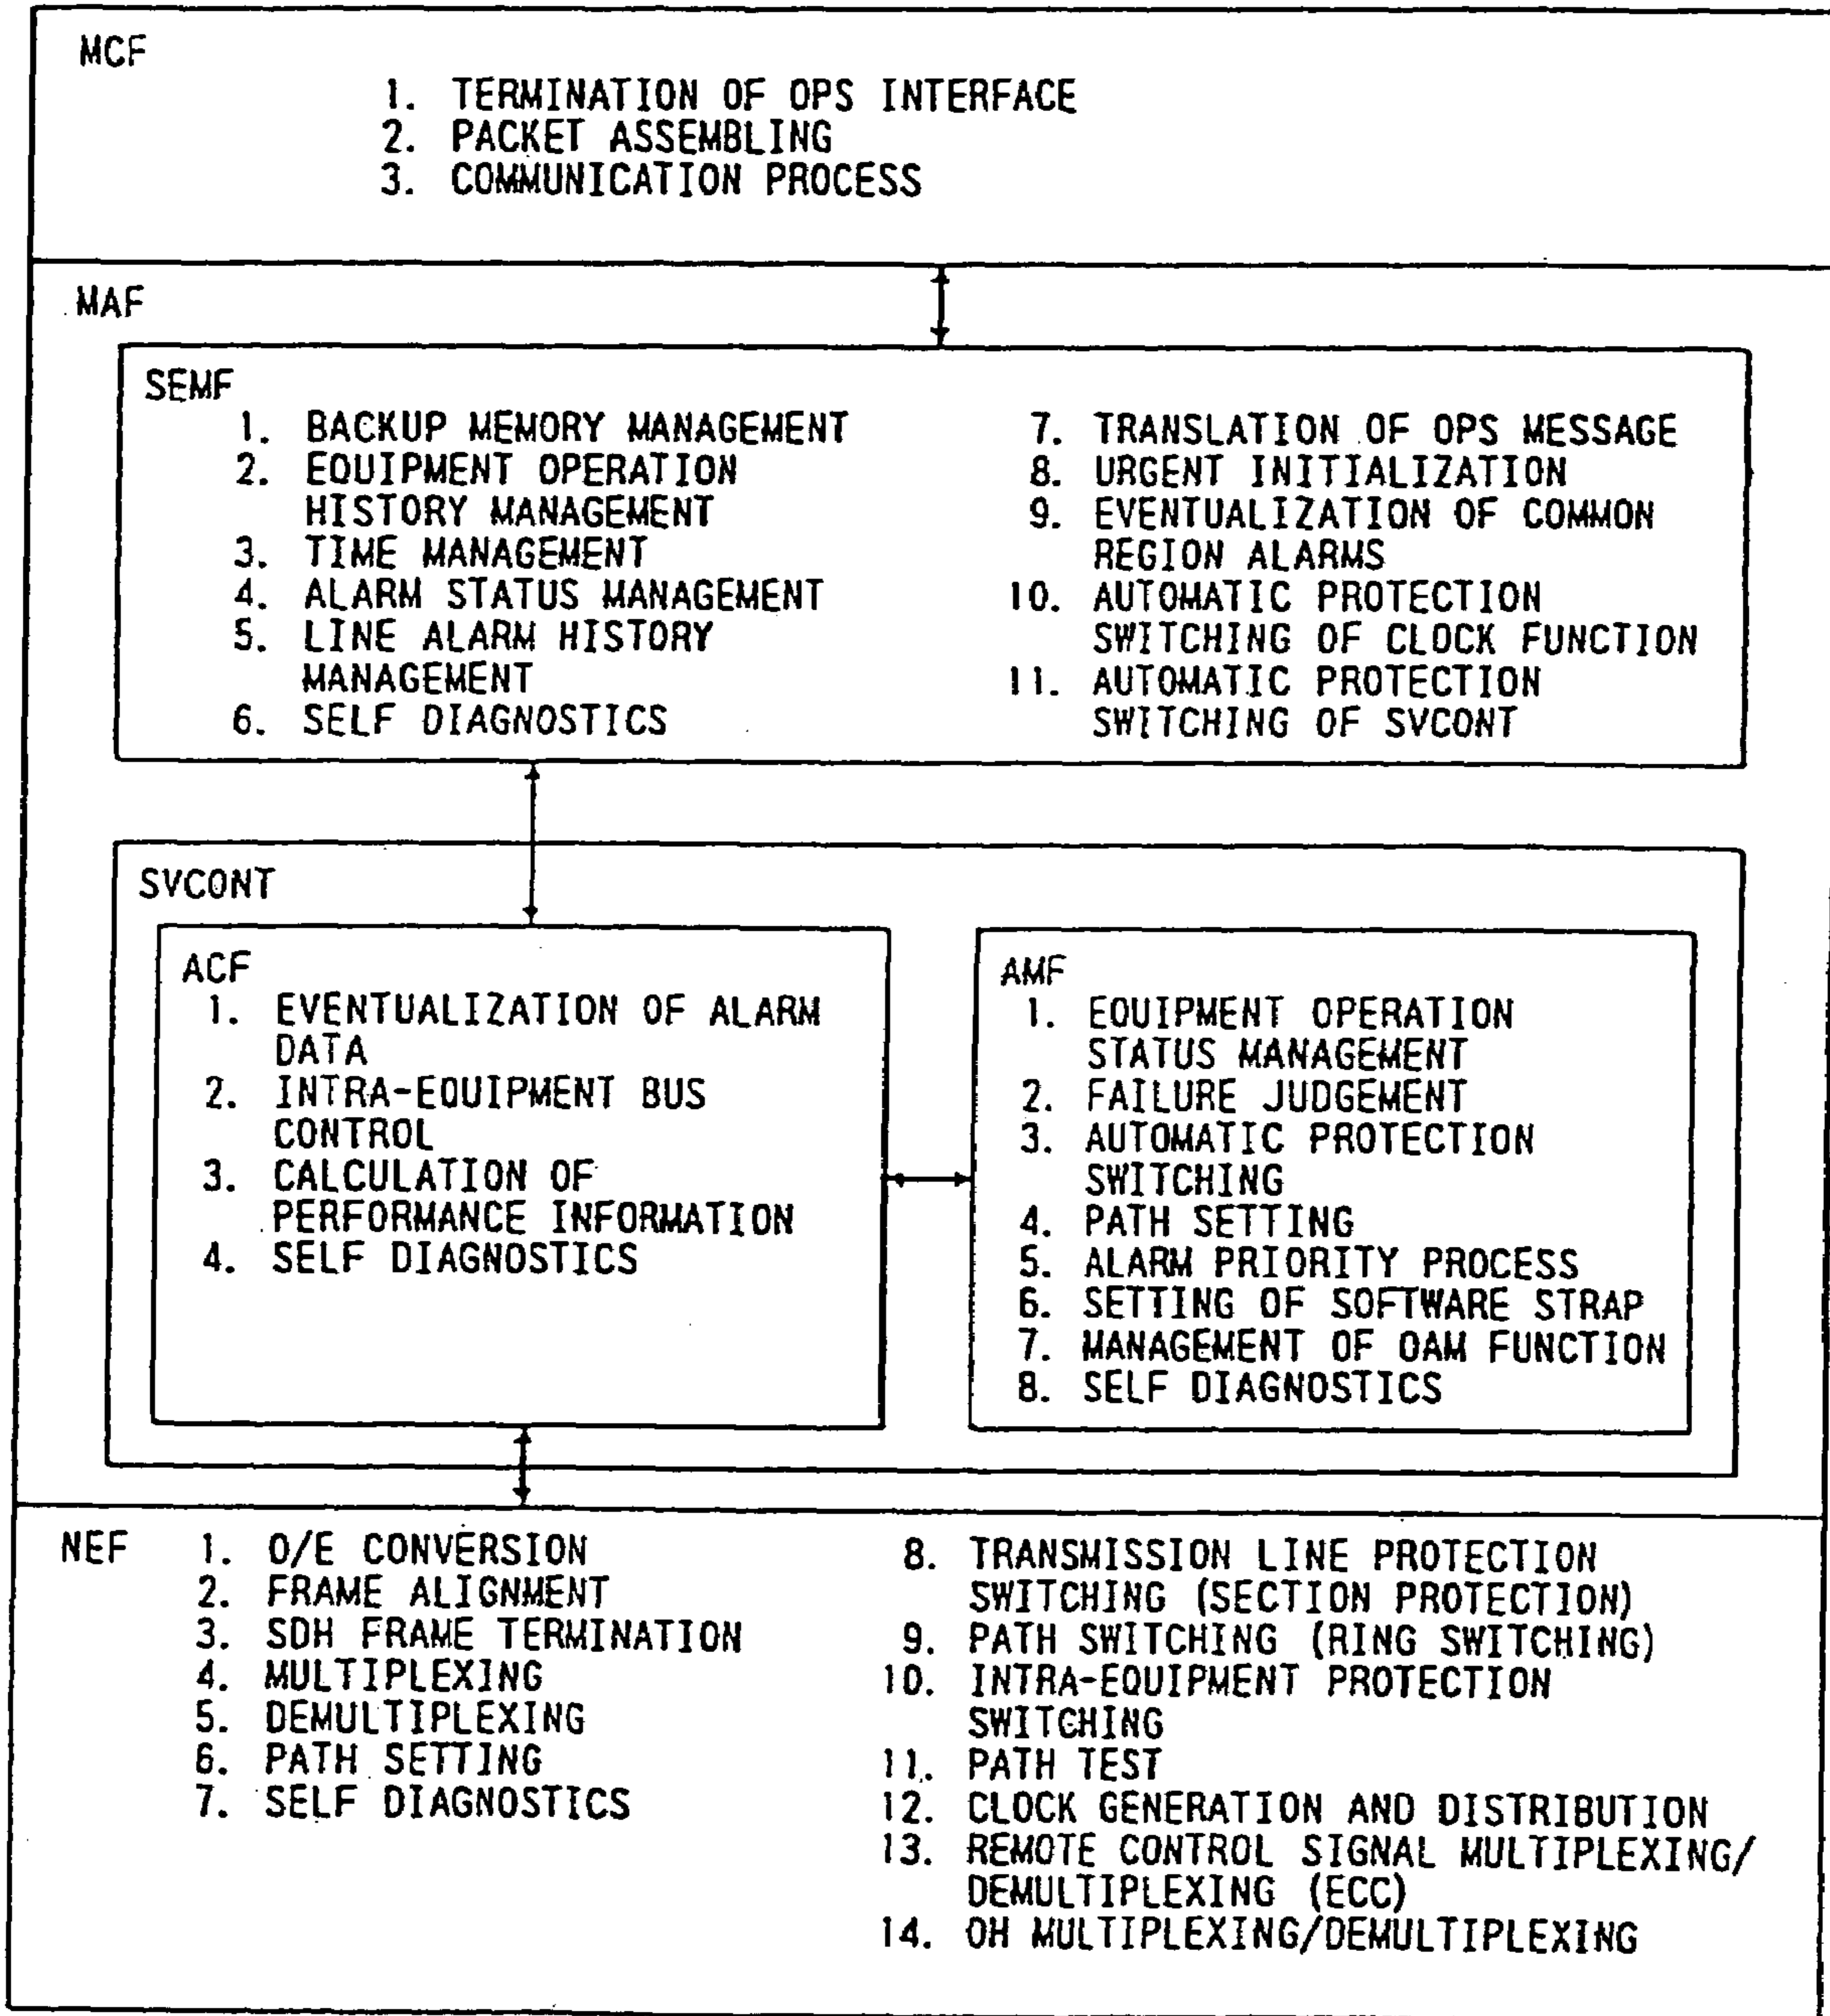 MCF
1. TERMINATION OF OPS INTERFACE
2. PACKET ASSEMBLING
3. COMMUNICATION PROCESS
MAF
SEMF
1. BACKUP MEMORY MANAGEMENT
2. EQUIPMENT OPERATION
HISTORY MANAGEMENT
3. TIME MANAGEMENT
4. ALARM STATUS MANAGEMENT
5. LINE ALARM HISTORY
MANAGEMENT
6. SELF DIAGNOSTICS
7. TRANSLATION OF OPS MESSAGE
8. URGENT INITIALIZATION
9. EVENTUALIZATION OF COMMON
REGION ALARMS
10. AUTOMATIC PROTECTION
SWITCHING OF CLOCK FUNCTION
11. AUTOMATIC PROTECTION
SWITCHING OF SVCONT
SVCONT
ACF
1. EVENTUALIZATION OF ALARM
DATA
2. INTRA-EQUIPMENT BUS
CONTROL
3. CALCULATION OF
PERFORMANCE INFORMATION
4. SELF DIAGNOSTICS
AMF
1. EQUIPMENT OPERATION
STATUS MANAGEMENT
2. FAILURE JUDGEMENT
3. AUTOMATIC PROTECTION
SWITCHING
4. PATH SETTING
5. ALARM PRIORITY PROCESS
6. SETTING OF SOFTWARE STRAP
7. MANAGEMENT OF OAM FUNCTION
8. SELF DIAGNOSTICS
NEF
1. O/E CONVERSION
2. FRAME ALIGNMENT
3. SDH FRAME TERMINATION
4. MULTIPLEXING
5. DEMULTIPLEXING
6. PATH SETTING
7. SELF DIAGNOSTICS
8. TRANSMISSION LINE PROTECTION
SWITCHING (SECTION PROTECTION)
9. PATH SWITCHING (RING SWITCHING)
10. INTRA-EQUIPMENT PROTECTION
SWITCHING
11. PATH TEST
12. CLOCK GENERATION AND DISTRIBUTION
13. REMOTE CONTROL SIGNAL MULTIPLEXING/
DEMULTIPLEXING (ECC)
14. OH MULTIPLEXING/DEMULTIPLEXING